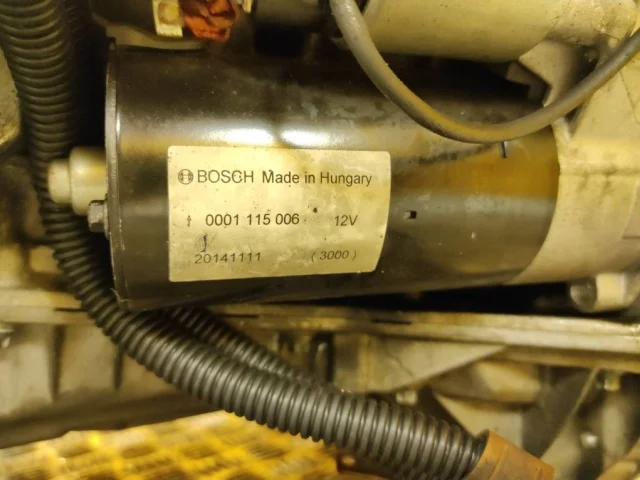 BOSCH Made in Hungary
↑ 0001 115 006 12V
20141111 (3000)